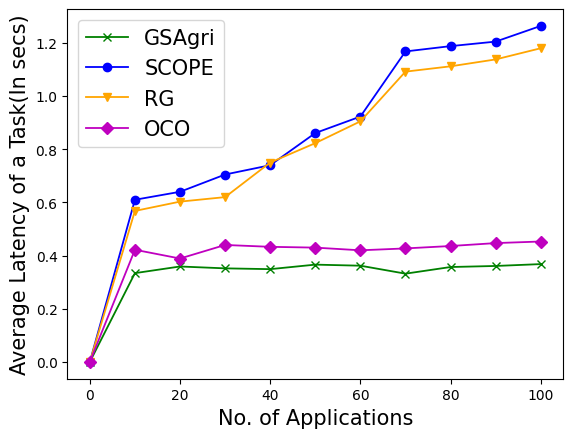 GSAgri
SCOPE
RG
OCO
Average Latency of a Task(In secs)
1.2
1.0
0.8
0.6
0.4
0.2
0.0
0 20 40 60 80 100
No. of Applications